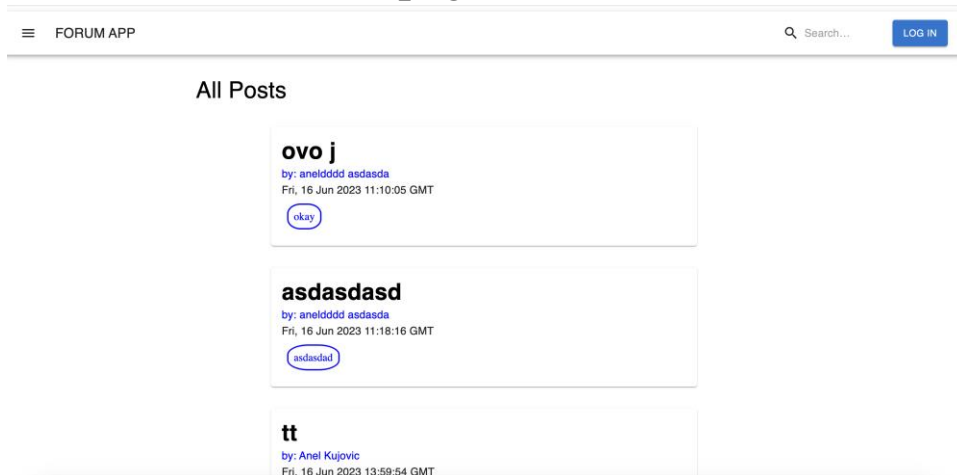 FORUM APP
Search...
LOG IN
All Posts
ovo j
by: aneldddd asdasda
Fri, 16 Jun 2023 11:10:05 GMT
okay
asdasdasd
by: aneldddd asdasda
Fri, 16 Jun 2023 11:18:16 GMT
asdasdad
tt
by: Anel Kujovic
Fri, 16 Jun 2023 13:59:54 GMT